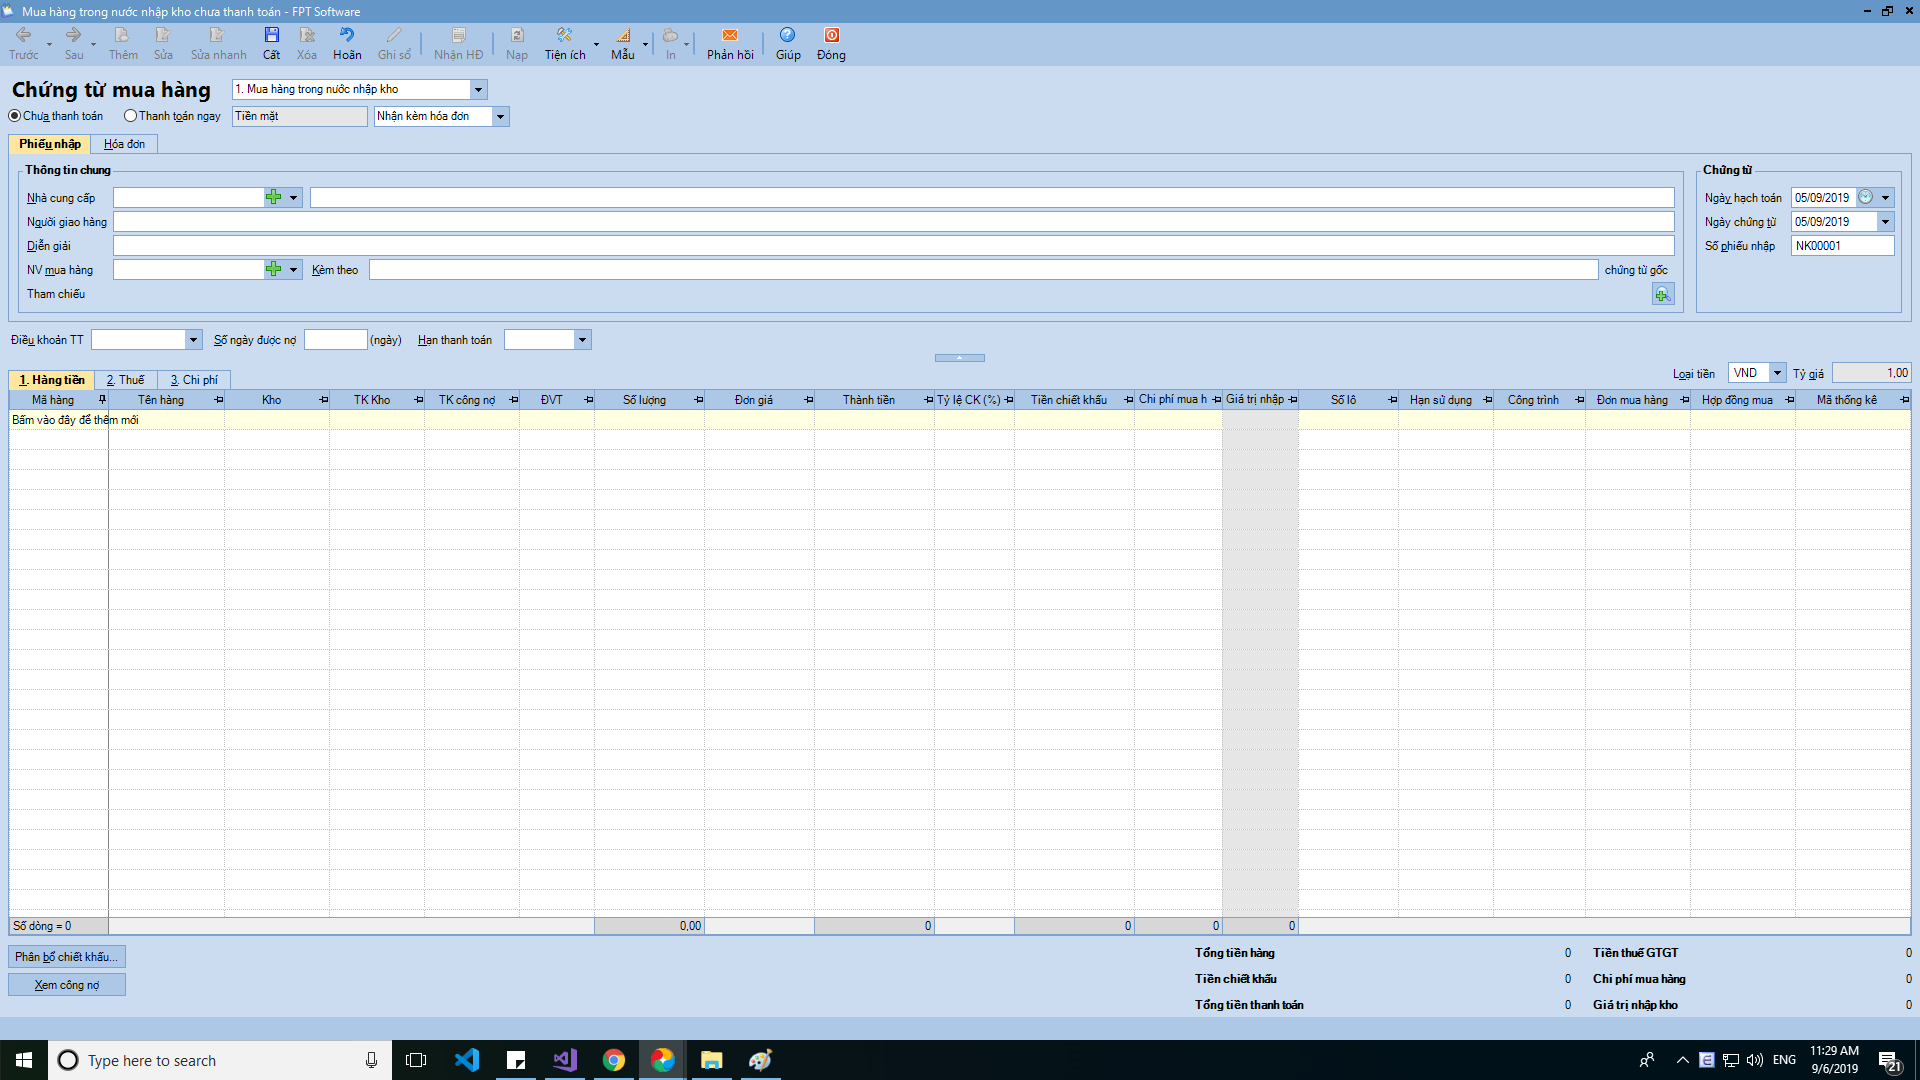 Mua hàng trong nước nhập kho chưa thanh toán - FPT Software
Trước Sau Thêm Sửa Sửa nhanh Cất Xóa Hoãn Ghi sổ Nhận HĐ Nạp Tiện ích Mẫu In Phản hồi Giúp Đóng
Chứng từ mua hàng 1. Mua hàng trong nước nhập kho
Chưa thanh toán Thanh toán ngay Tiền mặt Nhận kèm hóa đơn
Phiếu nhập Hóa đơn
Thông tin chung Chứng từ
Nhà cung cấp Ngày hạch toán 05/09/2019
Người giao hàng Ngày chứng từ 05/09/2019
Diễn giải Số phiếu nhập NK00001
NV mua hàng Kèm theo chứng từ gốc
Tham chiếu
Điều khoản TT Số ngày được nợ (ngày) Hạn thanh toán
1. Hàng tiền 2. Thuế 3. Chi phí Loại tiền VND Tỷ giá 1,00
Mã hàng Tên hàng Kho TK Kho TK công nợ ĐVT Số lượng Đơn giá Thành tiền Tỷ lệ CK (%) Tiền chiết khấu Chi phí mua h Giá trị nhập Số lô Hạn sử dụng Công trình Đơn mua hàng Hợp đồng mua Mã thống kê
Bấm vào đây để thêm mới
Số dòng = 0 0,00 0 0 0 0
Phân bổ chiết khấu... Tổng tiền hàng 0 Tiền thuế GTGT 0
Xem công nợ Tiền chiết khấu 0 Chi phí mua hàng 0
Tổng tiền thanh toán 0 Giá trị nhập kho 0
Type here to search ENG 11:29 AM
9/6/2019 21